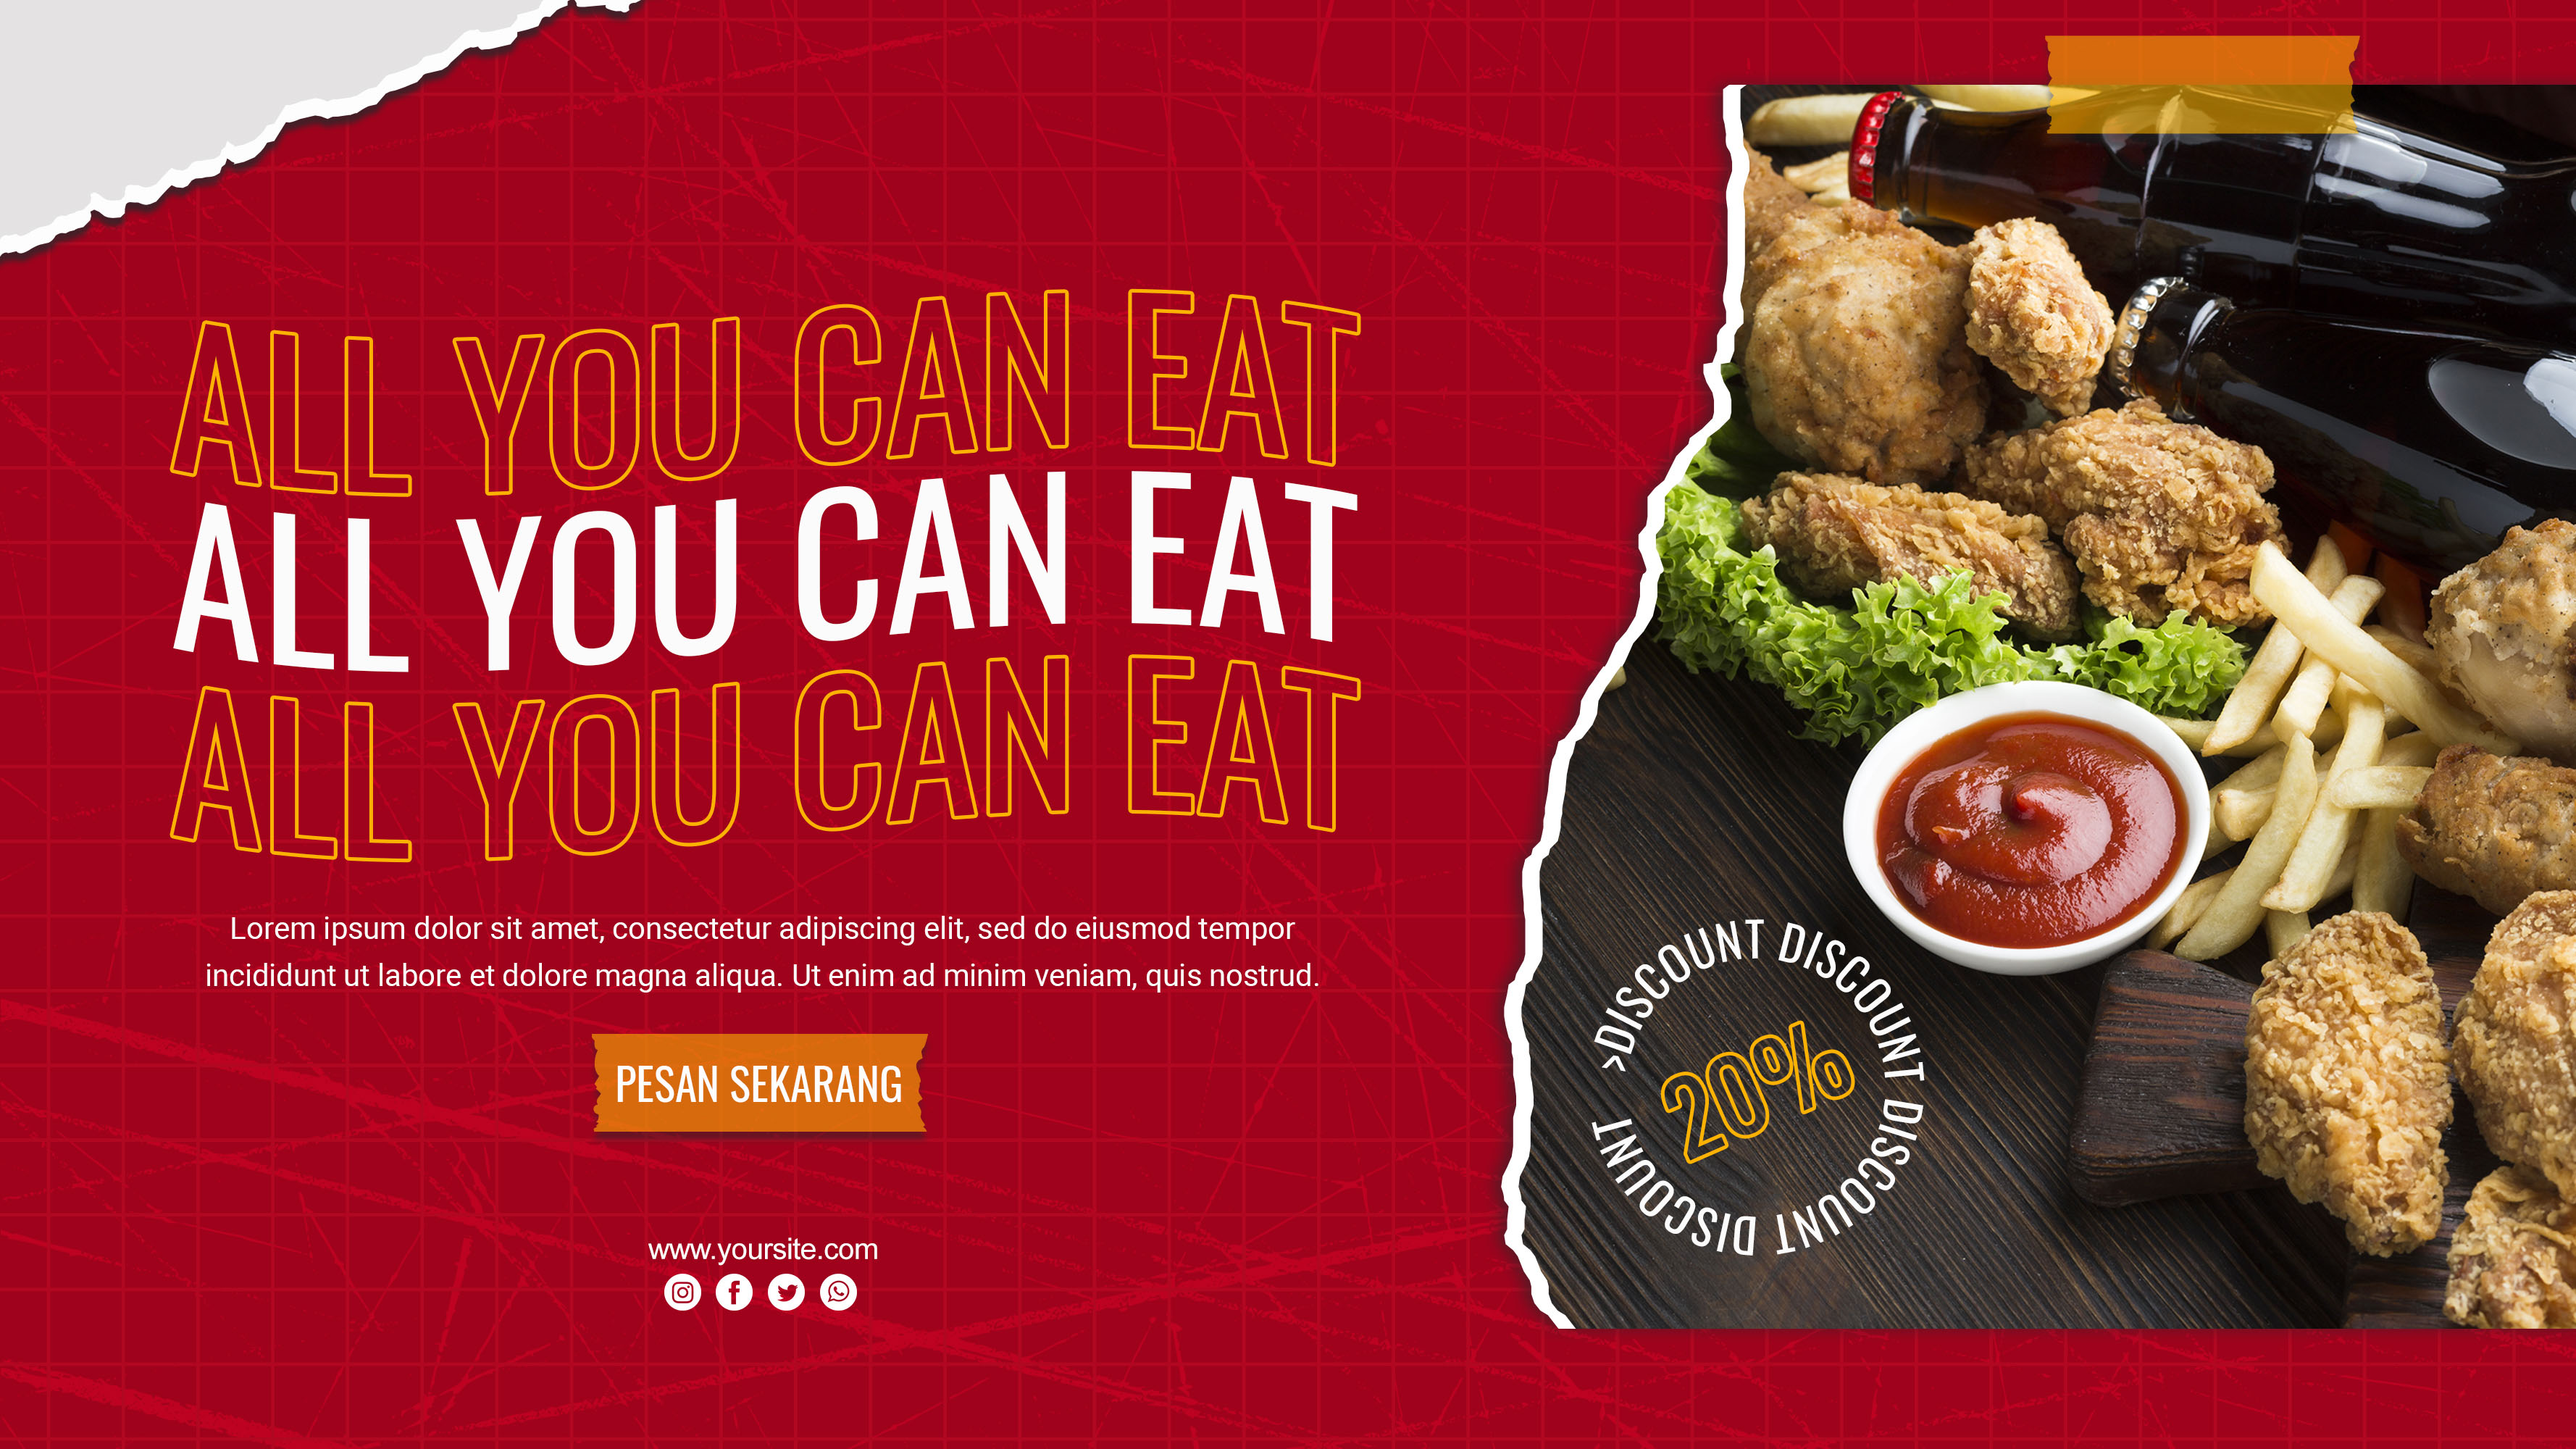 ALL YOU CAN EAT
ALL YOU CAN EAT
ALL YOU CAN EAT
Lorem ipsum dolor sit amet, consectetur adipiscing elit, sed do eiusmod tempor
incididunt ut labore et dolore magna aliqua. Ut enim ad minim veniam, quis nostrud.
PESAN SEKARANG
www.yoursite.com
>DISCOUNT DISCOUNT DISCOUNT DISCOUNT
20%